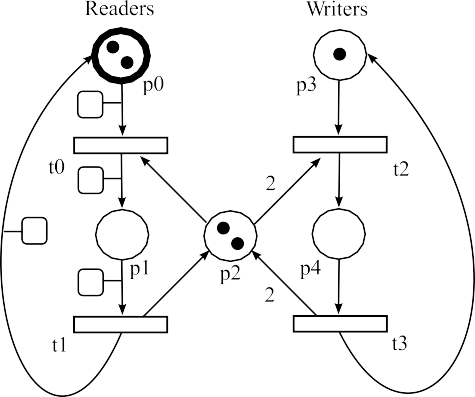 Readers Writers
p0 p3
t0 t2
2
p1 p2 p4
2
t1 t3